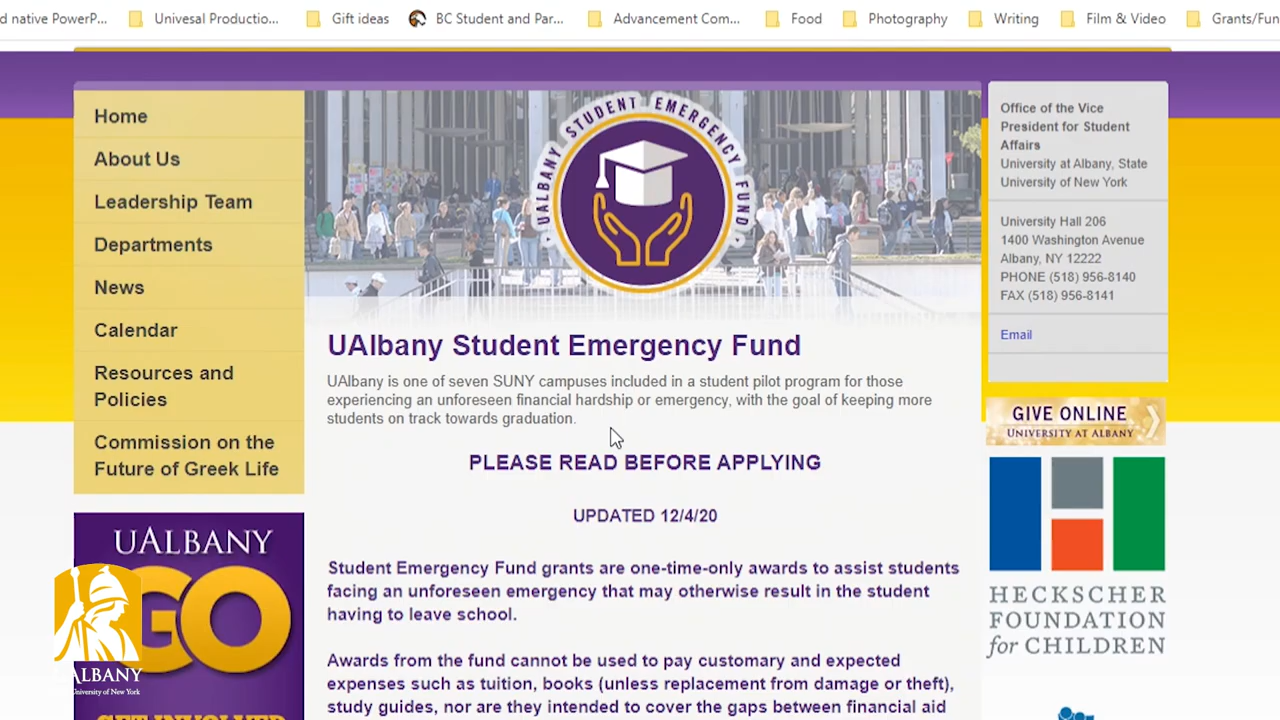 d native PowerP...
Univesal Productio...
Gift ideas
BC Student and Par...
Advancement Com...
Food
Photography
Writing
Film & Video
Grants/Fun
Home
About Us
Leadership Team
Departments
News
Calendar
Resources and
Policies
Commission on the
Future of Greek Life
UALBANY
GO
GET INVOLVED
UALBANY
University of New York
UALBANY STUDENT EMERGENCY FUND
UAlbany Student Emergency Fund
UAlbany is one of seven SUNY campuses included in a student pilot program for those
experiencing an unforeseen financial hardship or emergency, with the goal of keeping more
students on track towards graduation.
PLEASE READ BEFORE APPLYING
UPDATED 12/4/20
Student Emergency Fund grants are one-time-only awards to assist students
facing an unforeseen emergency that may otherwise result in the student
having to leave school.
Awards from the fund cannot be used to pay customary and expected
expenses such as tuition, books (unless replacement from damage or theft),
study guides, nor are they intended to cover the gaps between financial aid
Office of the Vice
President for Student
Affairs
University at Albany, State
University of New York
University Hall 206
1400 Washington Avenue
Albany, NY 12222
PHONE (518) 956-8140
FAX (518) 956-8141
Email
GIVE ONLINE
UNIVERSITY AT ALBANY
HECKSCHER
FOUNDATION
for CHILDREN